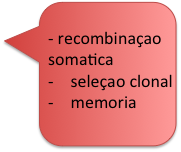 - recombinaçao
somatica
- seleçao clonal
- memoria